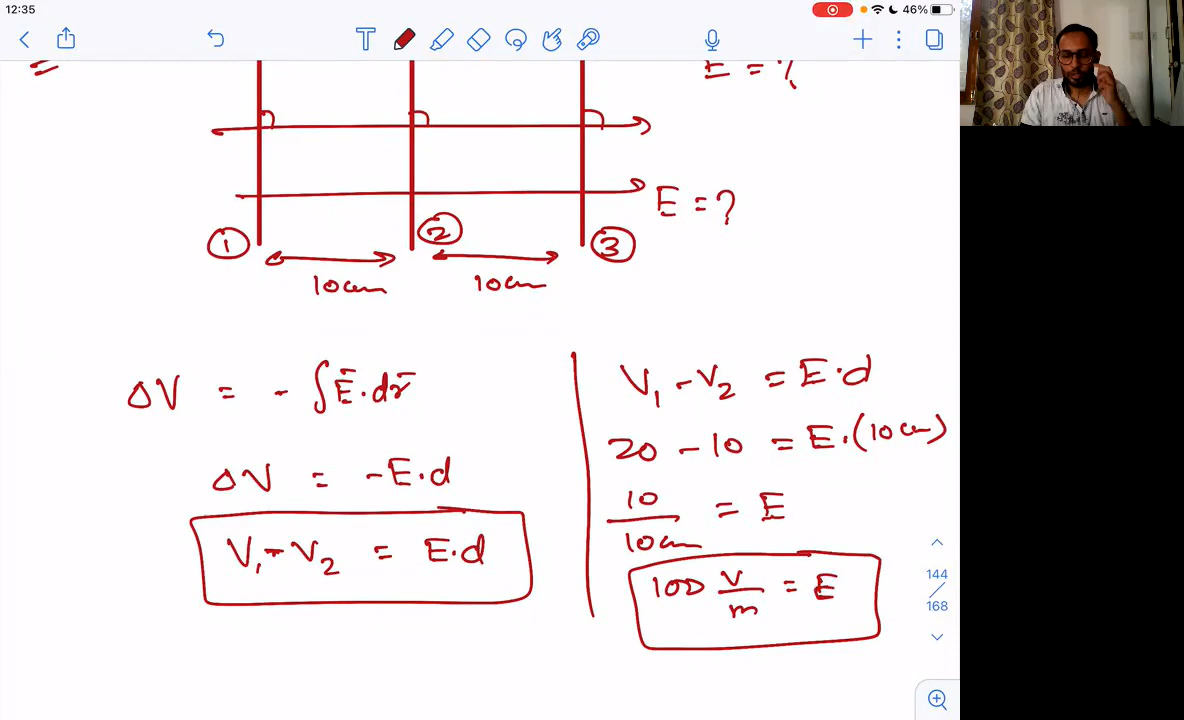 12:35
46%
T
E = ?
E = ?
1
2
3
10cm
10cm
ΔV = - ∫Ē.dr̄
ΔV = -E.d
V₁ - V₂ = E.d
V₁ - V₂ = E.d
20 - 10 = E.(10cm)
10/10cm = E
100 V/m = E
144
/
168